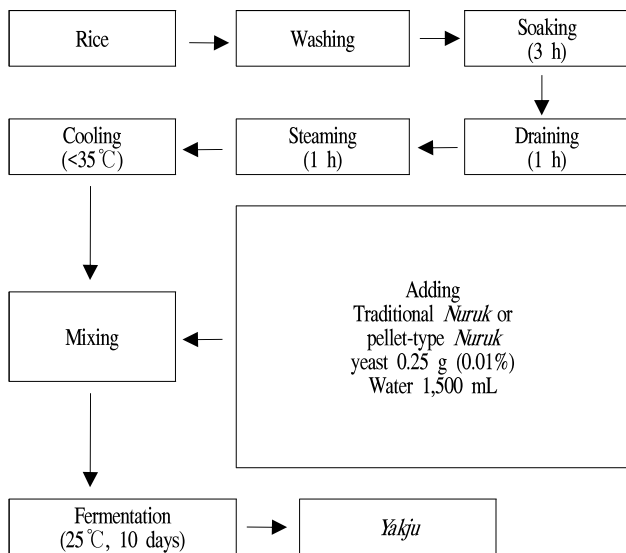 Rice
Washing
Soaking
(3 h)
Cooling
(<35℃)
Steaming
(1 h)
Draining
(1 h)
Mixing
Adding
Traditional Nuruk or
pellet-type Nuruk
yeast 0.25 g (0.01%)
Water 1,500 mL
Fermentation
(25℃, 10 days)
Yakju